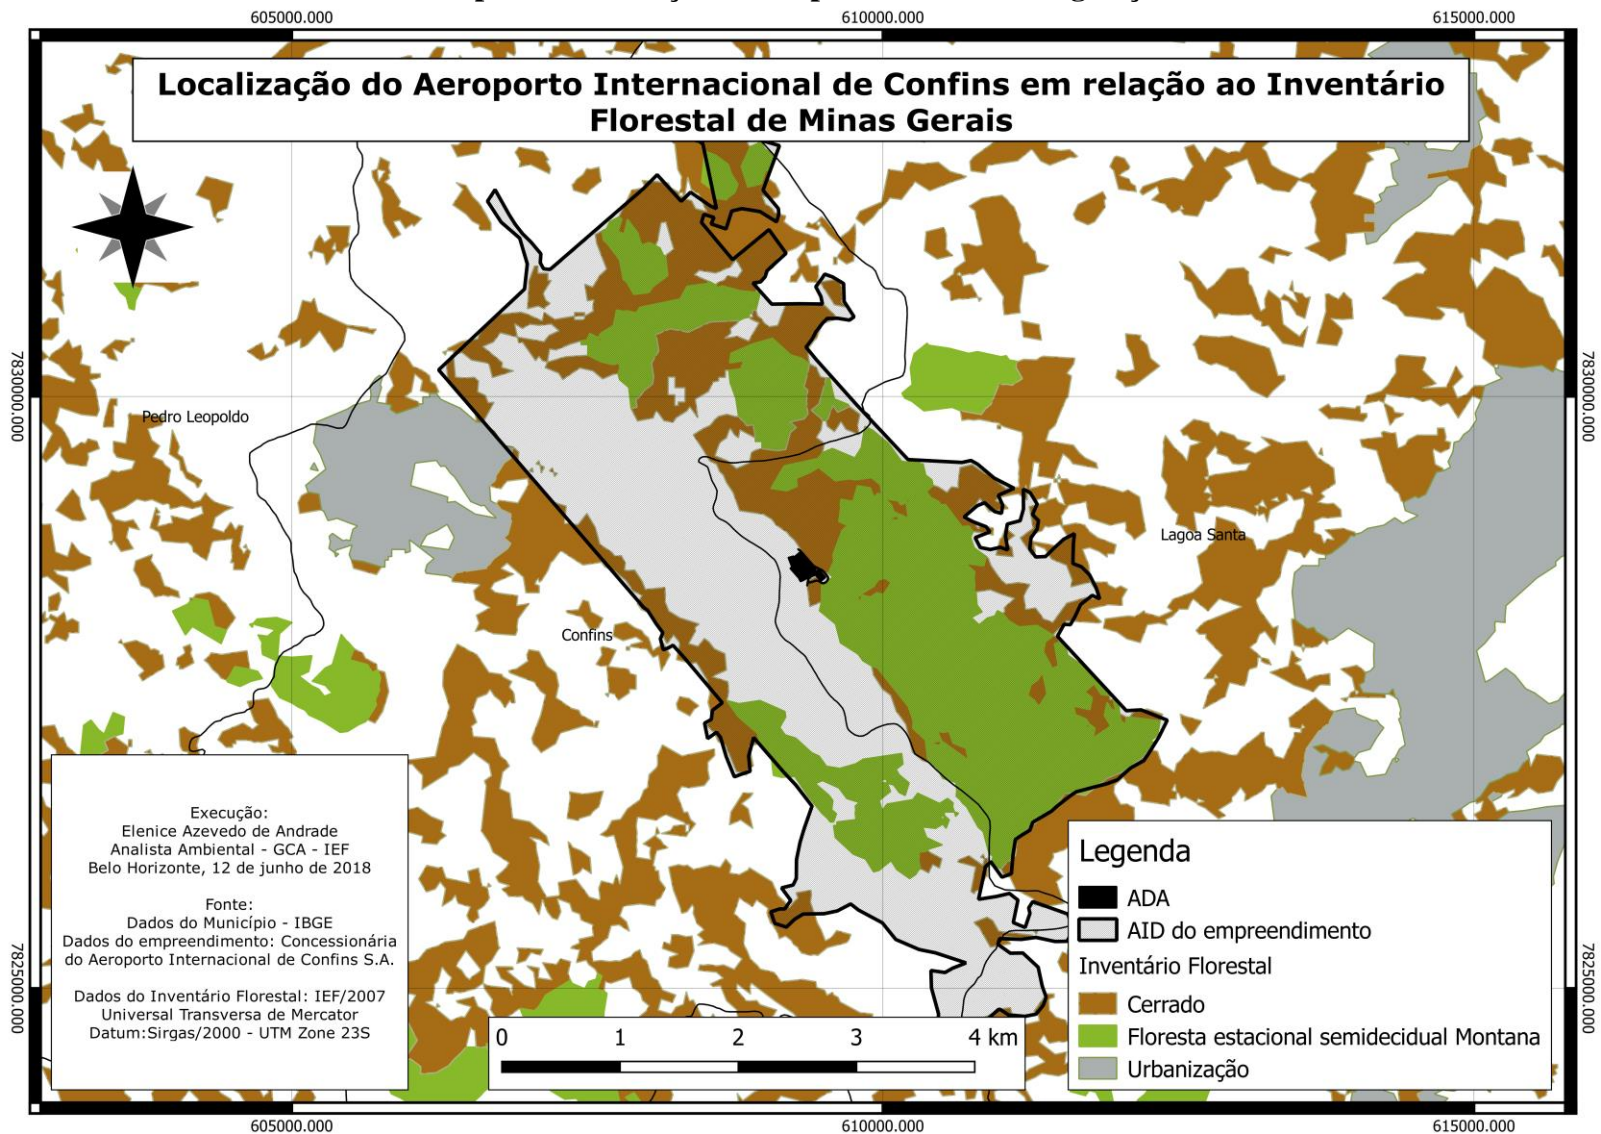 605000.000
610000.000
615000.000
Localização do Aeroporto Internacional de Confins em relação ao Inventário
Florestal de Minas Gerais
7830000.000
7830000.000
Pedro Leopoldo
Lagoa Santa
Confins
Execução:
Elenice Azevedo de Andrade
Analista Ambiental - GCA - IEF
Belo Horizonte, 12 de junho de 2018
Fonte:
Dados do Município - IBGE
Dados do empreendimento: Concessionária
do Aeroporto Internacional de Confins S.A.
Dados do Inventário Florestal: IEF/2007
Universal Transversa de Mercator
Datum:Sirgas/2000 - UTM Zone 23S
Legenda
ADA
AID do empreendimento
Inventário Florestal
Cerrado
Floresta estacional semidecidual Montana
Urbanização
7825000.000
7825000.000
0 1 2 3 4 km
605000.000
610000.000
615000.000